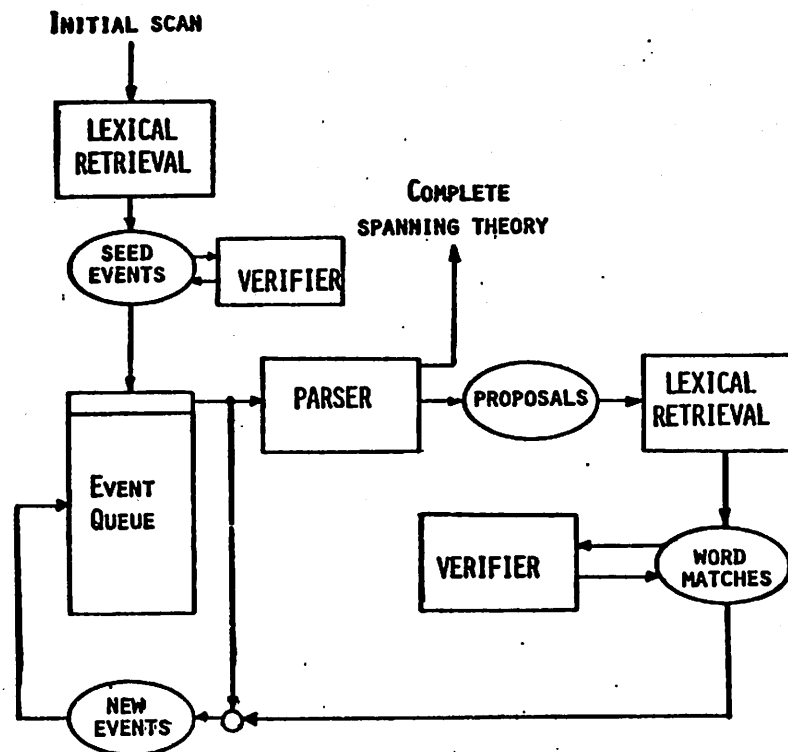 INITIAL SCAN
LEXICAL
RETRIEVAL
SEED
EVENTS
VERIFIER
COMPLETE
SPANNING THEORY
PARSER
PROPOSALS
LEXICAL
RETRIEVAL
EVENT
QUEUE
VERIFIER
WORD
MATCHES
NEW
EVENTS